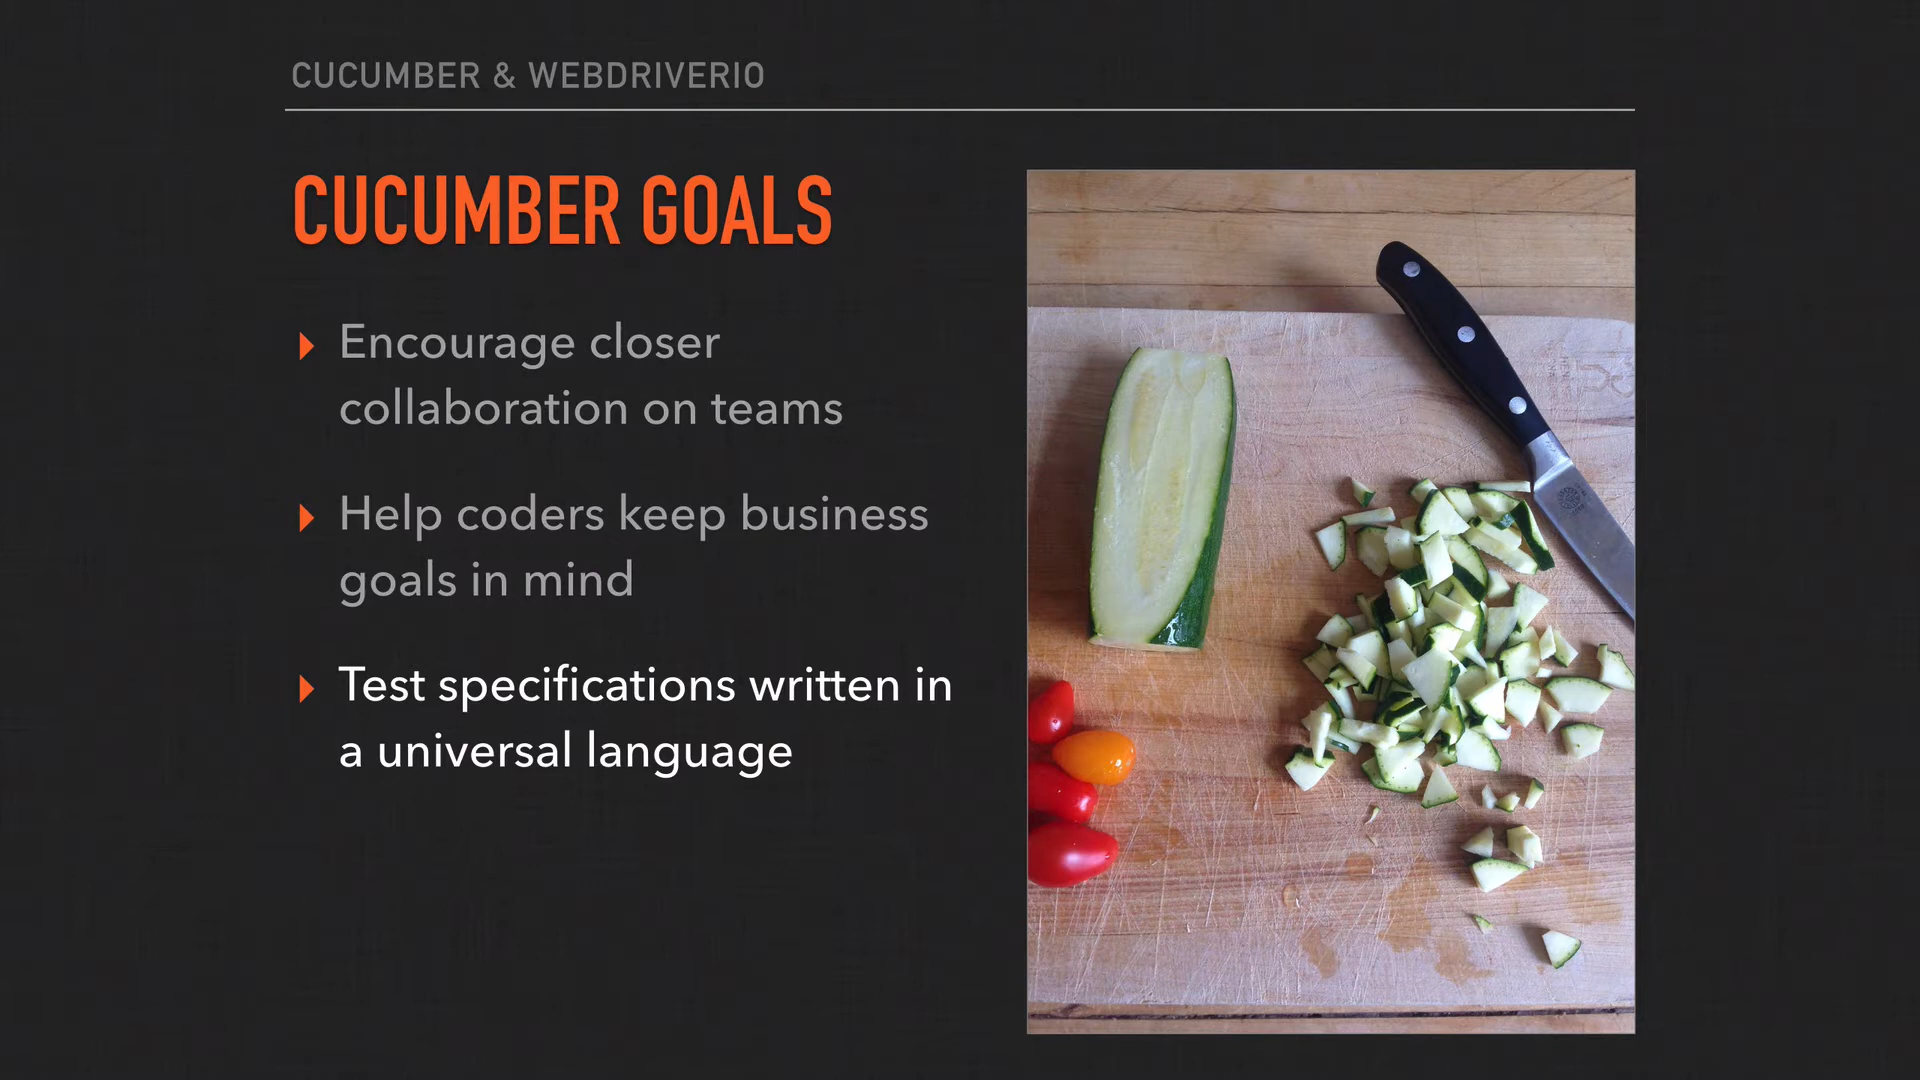 CUCUMBER & WEBDRIVERIO
CUCUMBER GOALS
Encourage closer
collaboration on teams
Help coders keep business
goals in mind
Test specifications written in
a universal language